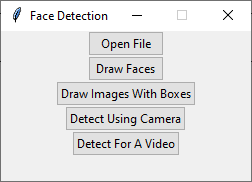 Face Detection
Open File
Draw Faces
Draw Images With Boxes
Detect Using Camera
Detect For A Video